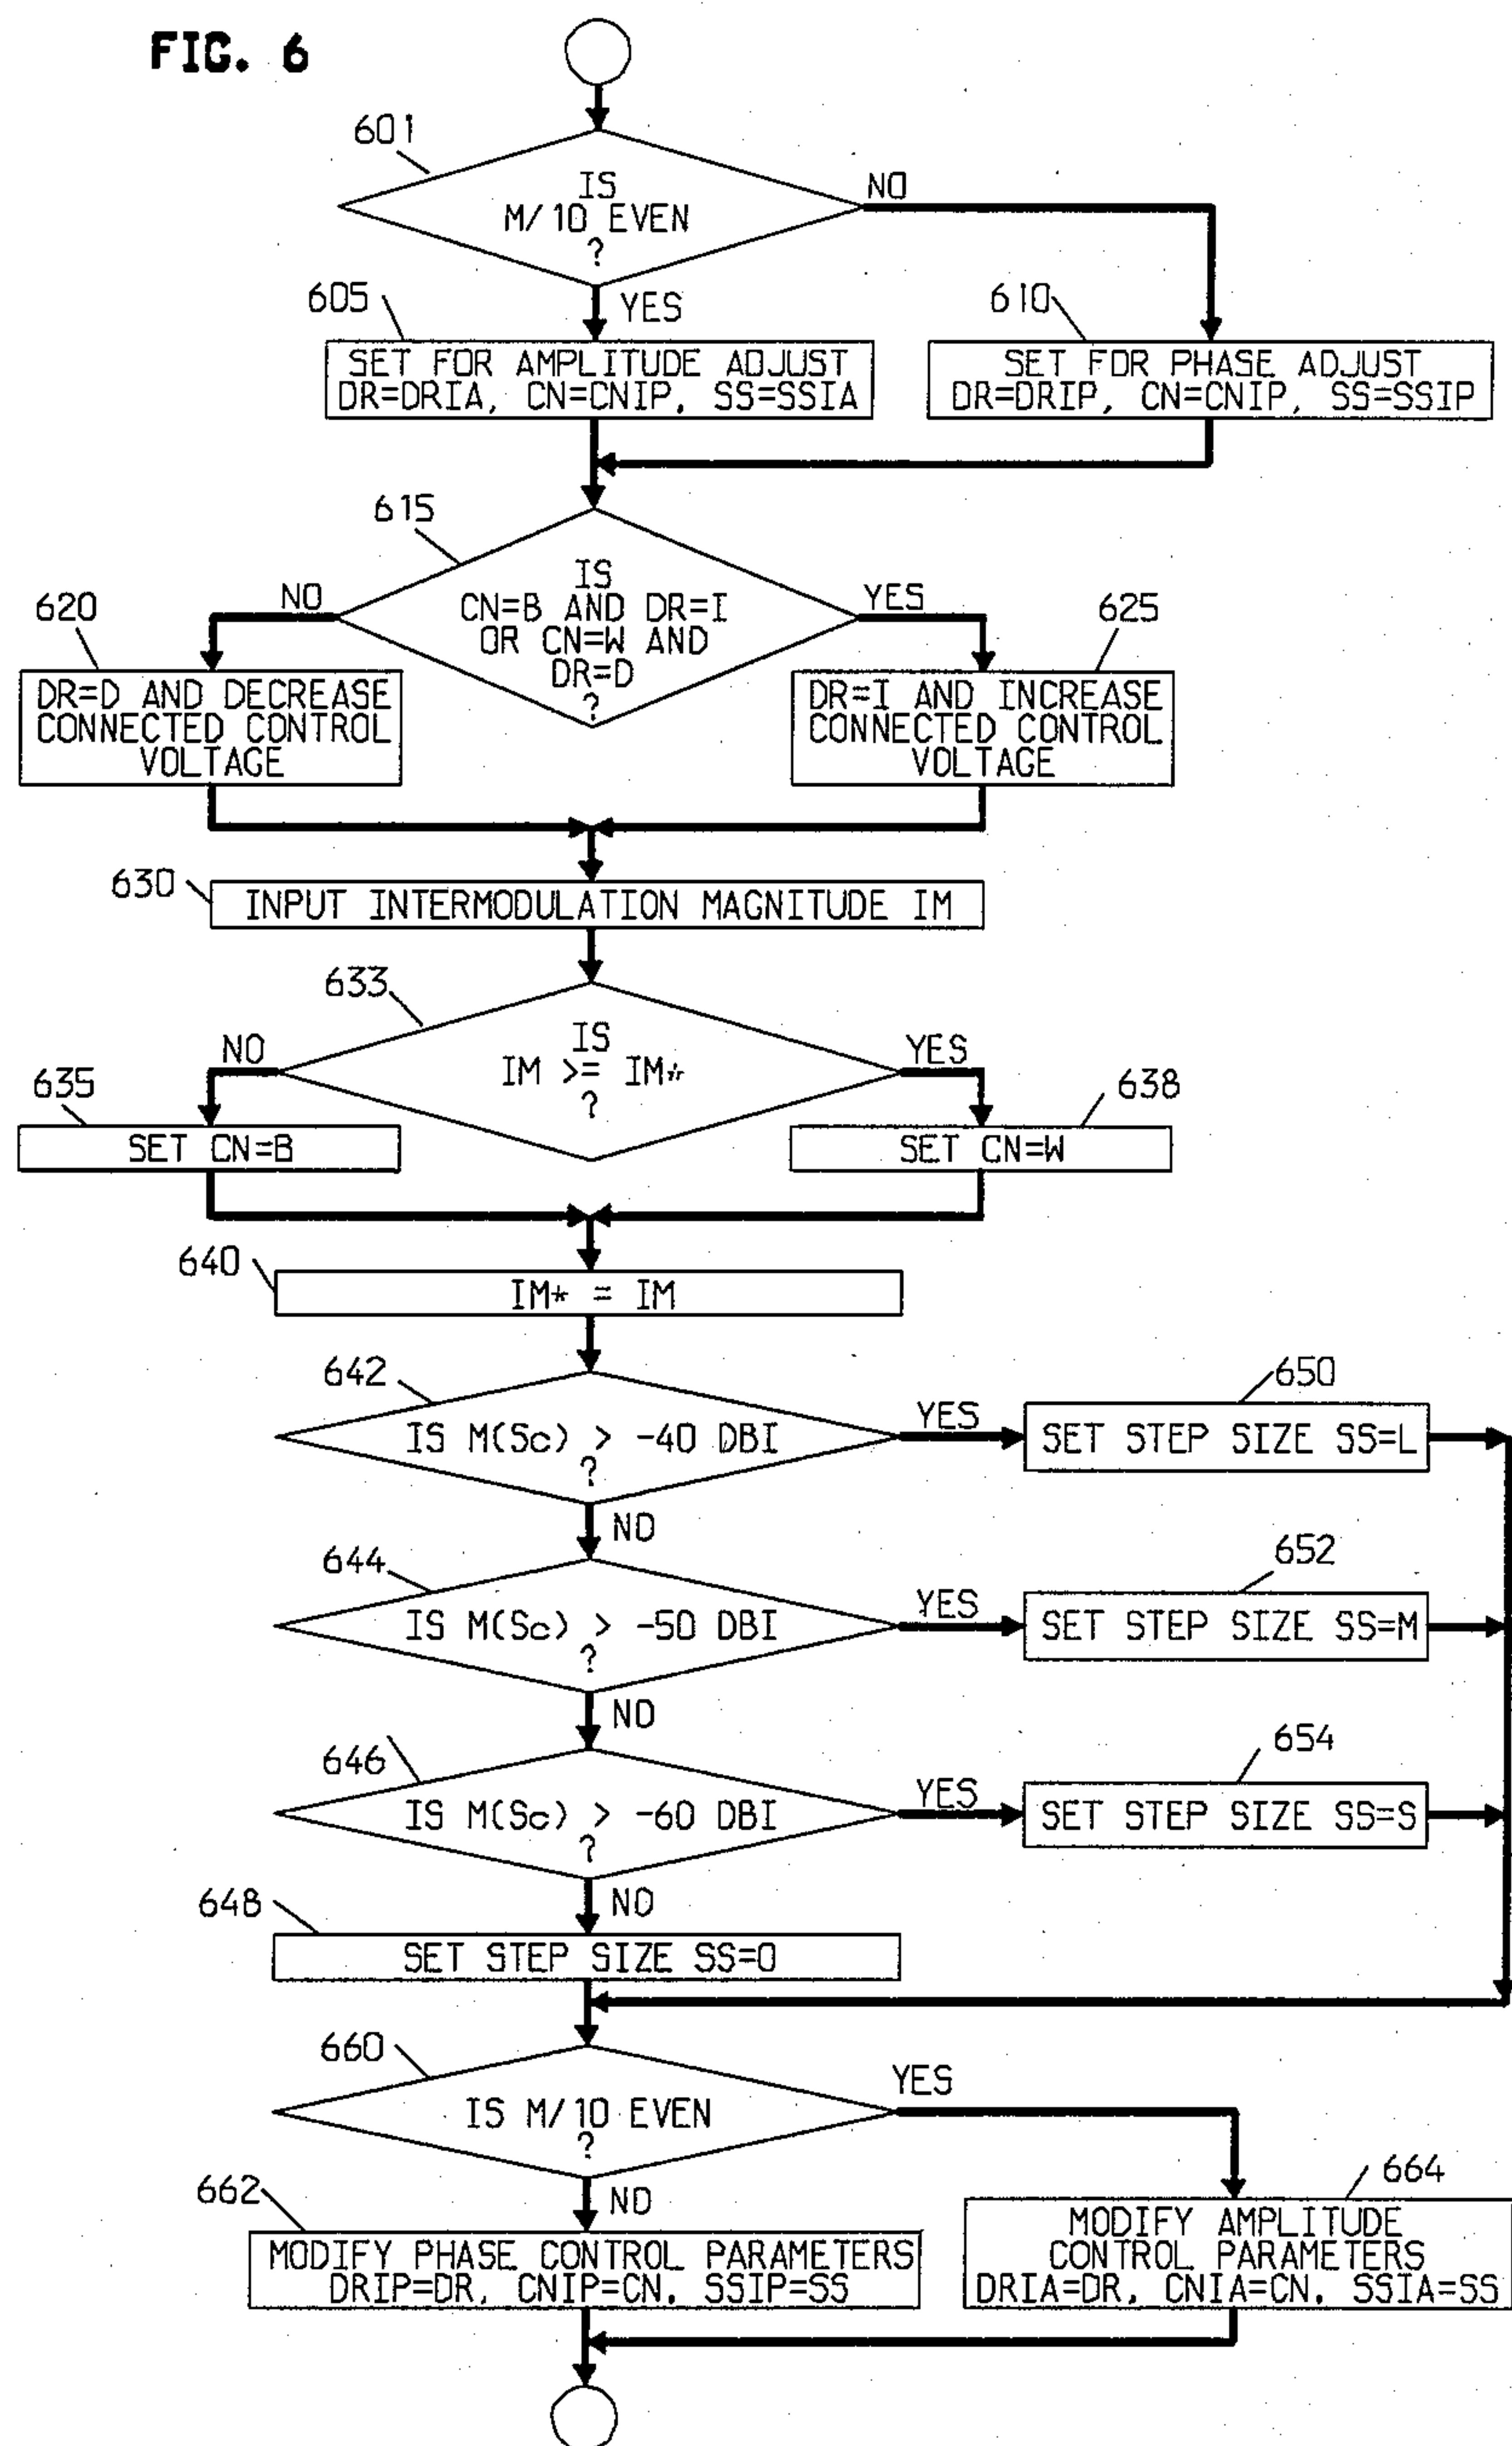 FIG. 6
601
IS
M/10 EVEN
?
NO
YES
605
SET FOR AMPLITUDE ADJUST
DR=DRIA, CN=CNIP, SS=SSIA
610
SET FOR PHASE ADJUST
DR=DRIP, CN=CNIP, SS=SSIP
615
IS
CN=B AND DR=I
OR CN=W AND
DR=D
?
NO
YES
620
DR=D AND DECREASE
CONNECTED CONTROL
VOLTAGE
625
DR=I AND INCREASE
CONNECTED CONTROL
VOLTAGE
630
INPUT INTERMODULATION MAGNITUDE IM
633
IS
IM >= IM*
?
NO
YES
635
SET CN=B
638
SET CN=W
640
IM* = IM
642
IS M(Sc) > -40 DBI
?
YES
650
SET STEP SIZE SS=L
NO
644
IS M(Sc) > -50 DBI
?
YES
652
SET STEP SIZE SS=M
NO
646
IS M(Sc) > -60 DBI
?
YES
654
SET STEP SIZE SS=S
NO
648
SET STEP SIZE SS=0
660
IS M/10 EVEN
?
YES
NO
662
MODIFY PHASE CONTROL PARAMETERS
DRIP=DR, CNIP=CN, SSIP=SS
664
MODIFY AMPLITUDE
CONTROL PARAMETERS
DRIA=DR, CNIA=CN, SSIA=SS